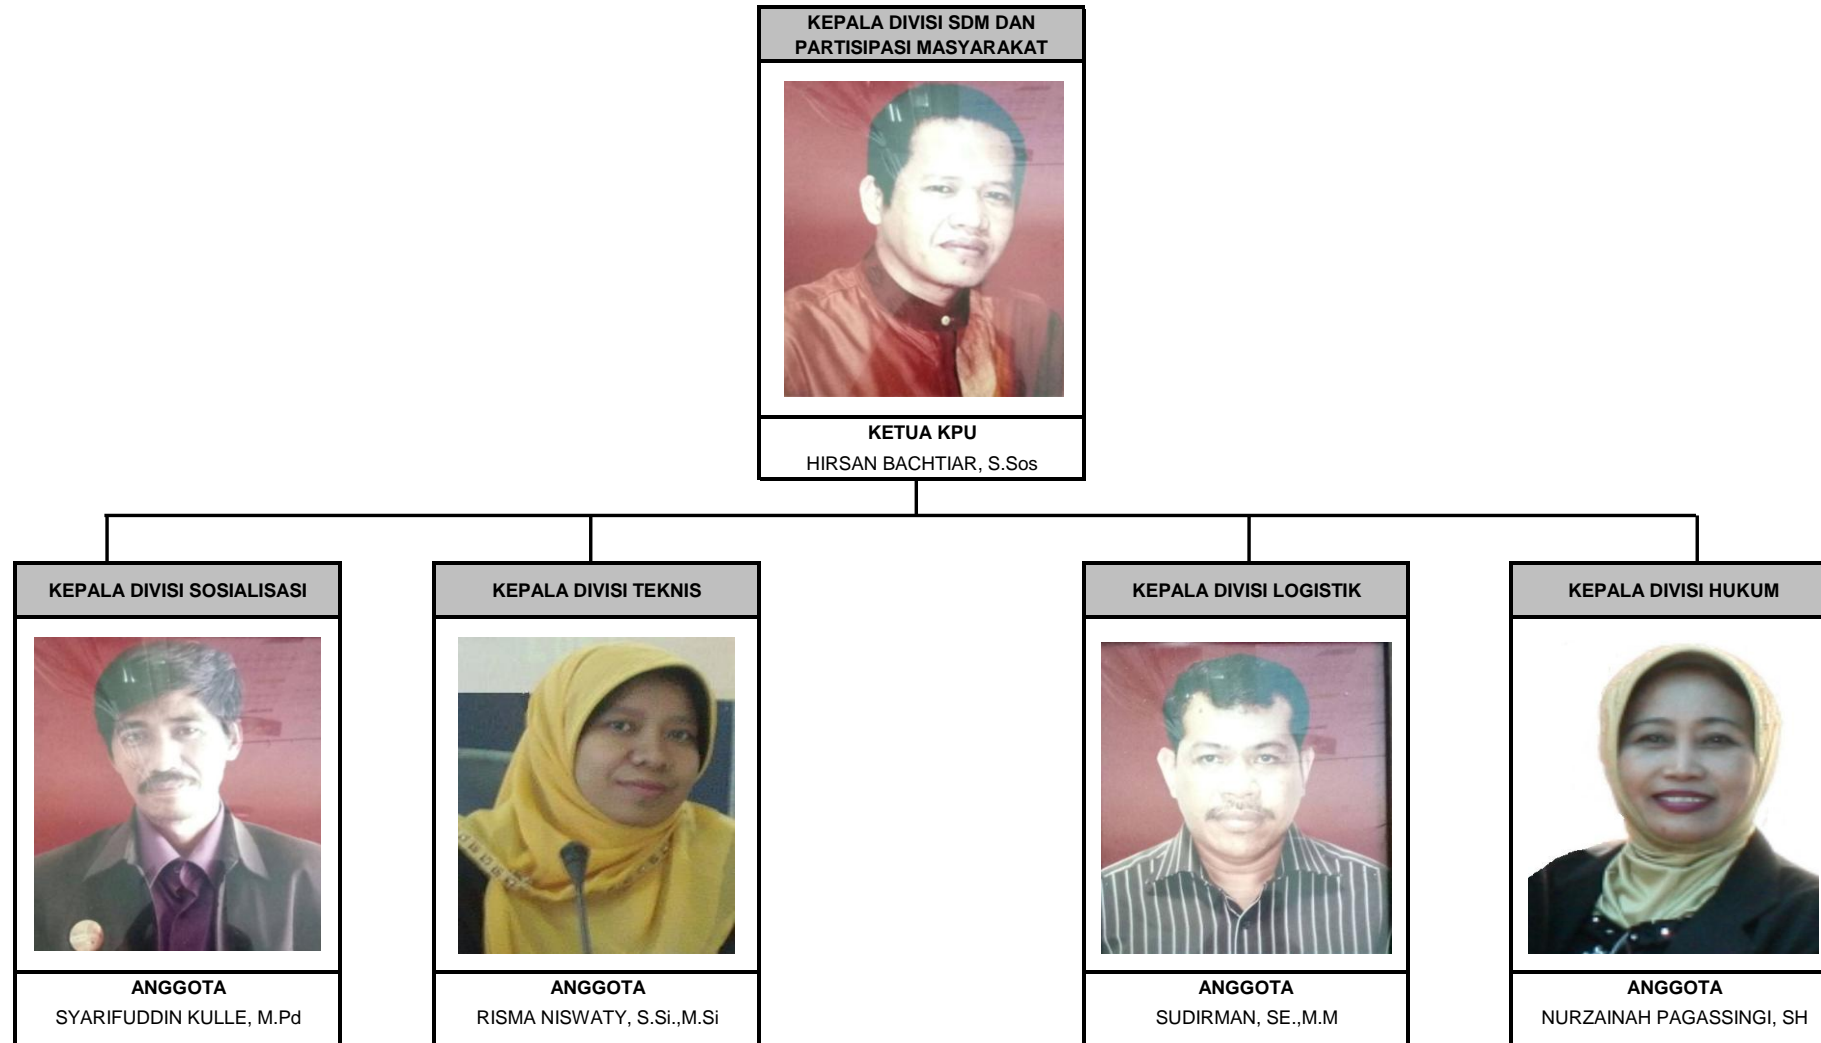 KEPALA DIVISI SDM DAN
PARTISIPASI MASYARAKAT
KETUA KPU
HIRSAN BACHTIAR, S.Sos
KEPALA DIVISI SOSIALISASI
ANGGOTA
SYARIFUDDIN KULLE, M.Pd
KEPALA DIVISI TEKNIS
ANGGOTA
RISMA NISWATY, S.Si.,M.Si
KEPALA DIVISI LOGISTIK
ANGGOTA
SUDIRMAN, SE.,M.M
KEPALA DIVISI HUKUM
ANGGOTA
NURZAINAH PAGASSINGI, SH